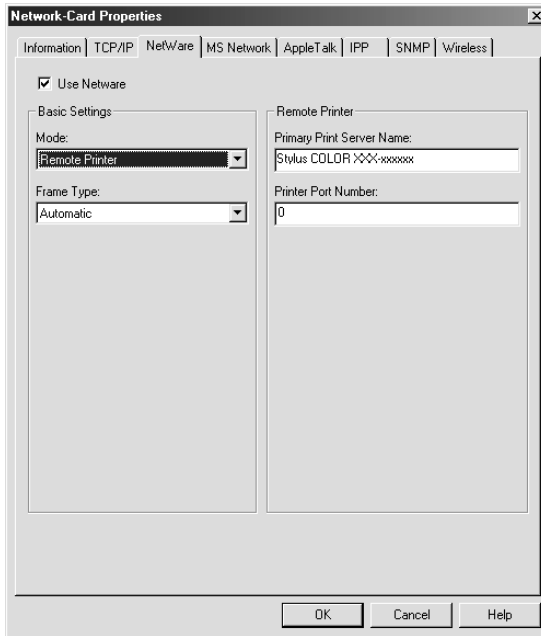 Network-Card Properties
Information TCP/IP NetWare MS Network AppleTalk IPP SNMP Wireless
Use Netware
Basic Settings
Mode:
Remote Printer
Frame Type:
Automatic
Remote Printer
Primary Print Server Name:
Stylus COLOR XXX-xxxxxx
Printer Port Number:
0
OK Cancel Help